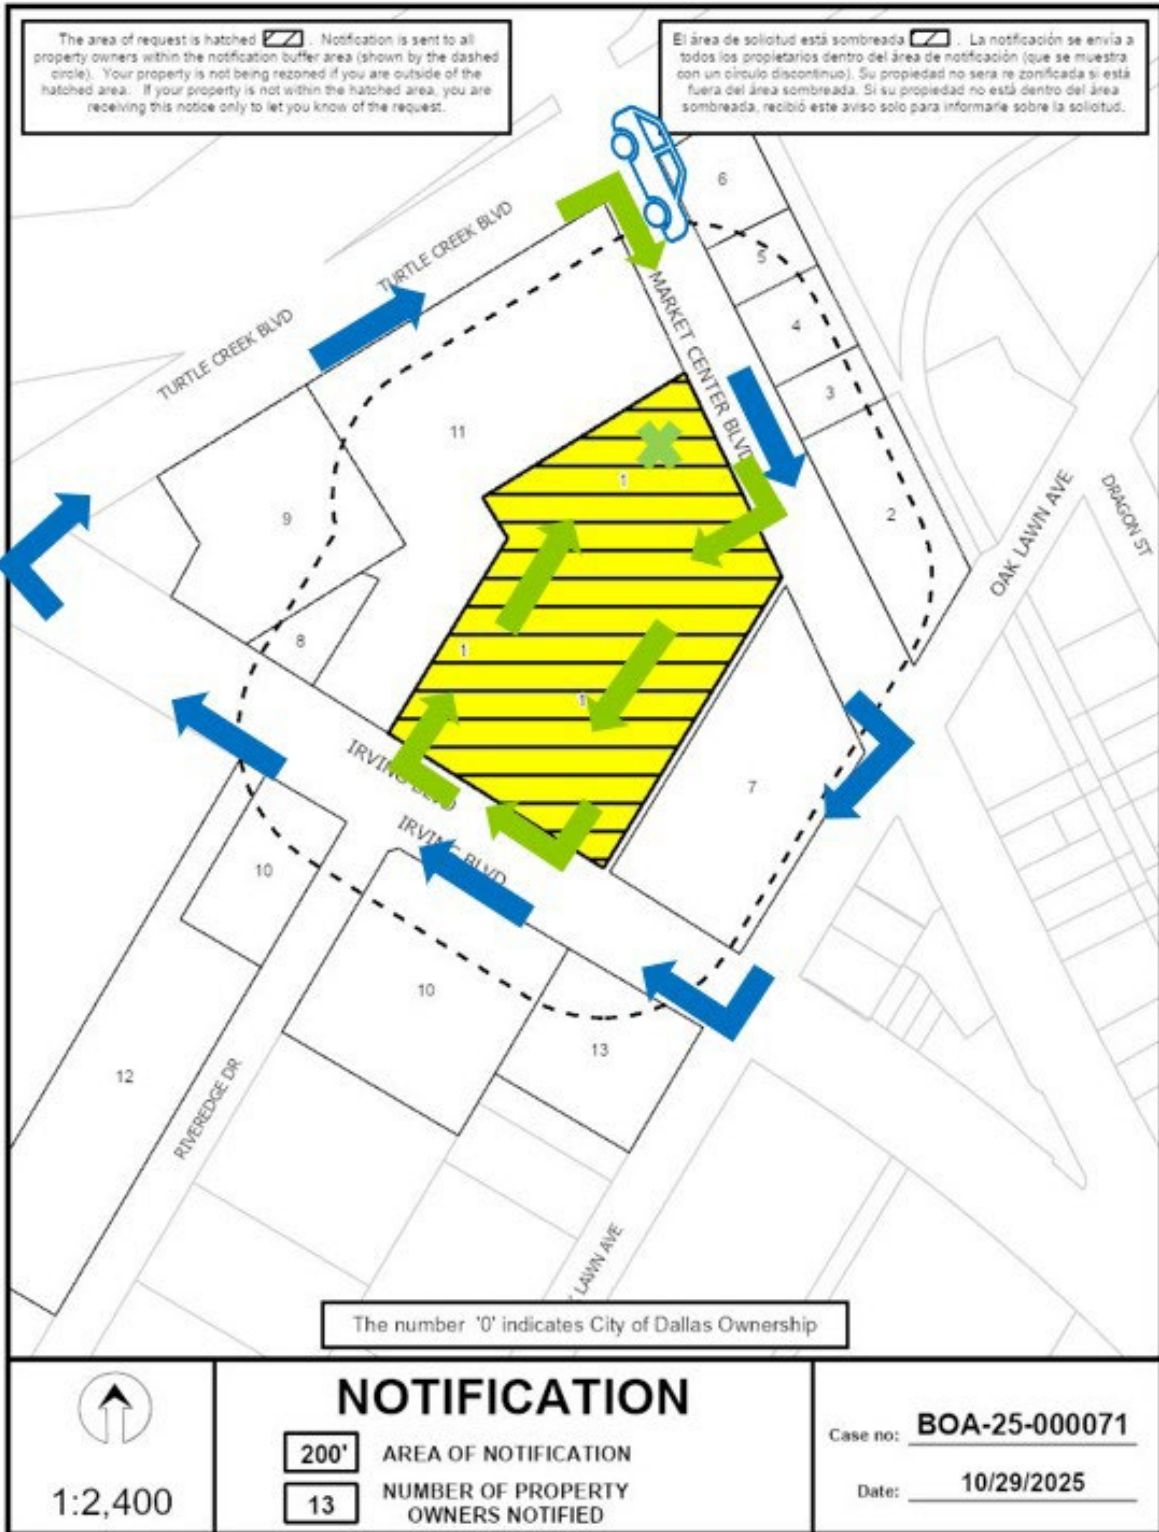 The area of request is hatched . Notification is sent to all
property owners within the notification buffer area (shown by the dashed
circle). Your property is not being rezoned if you are outside of the
hatched area. If your property is not within the hatched area, you are
receiving this notice only to let you know of the request.
El área de solicitud está sombreada . La notificación se envía a
todos los propietarios dentro del área de notificación (que se muestra
con un círculo discontinuo). Su propiedad no sera re zonificada si está
fuera del área sombreada. Si su propiedad no está dentro del área
sombreada, recibió este aviso solo para informarle sobre la solicitud.
6
TURTLE CREEK BLVD
5
MARKET CENTER BLVD
4
TURTLE CREEK BLVD
3
11
1
9
2
OAK LAWN AVE
DRAGON ST
8
1
1
IRVING BLVD
7
IRVING BLVD
10
10
13
12
RIVEREDGE DR
LAWN AVE
The number '0' indicates City of Dallas Ownership
1:2,400
NOTIFICATION
200' AREA OF NOTIFICATION
13 NUMBER OF PROPERTY
OWNERS NOTIFIED
Case no: BOA-25-000071
Date: 10/29/2025